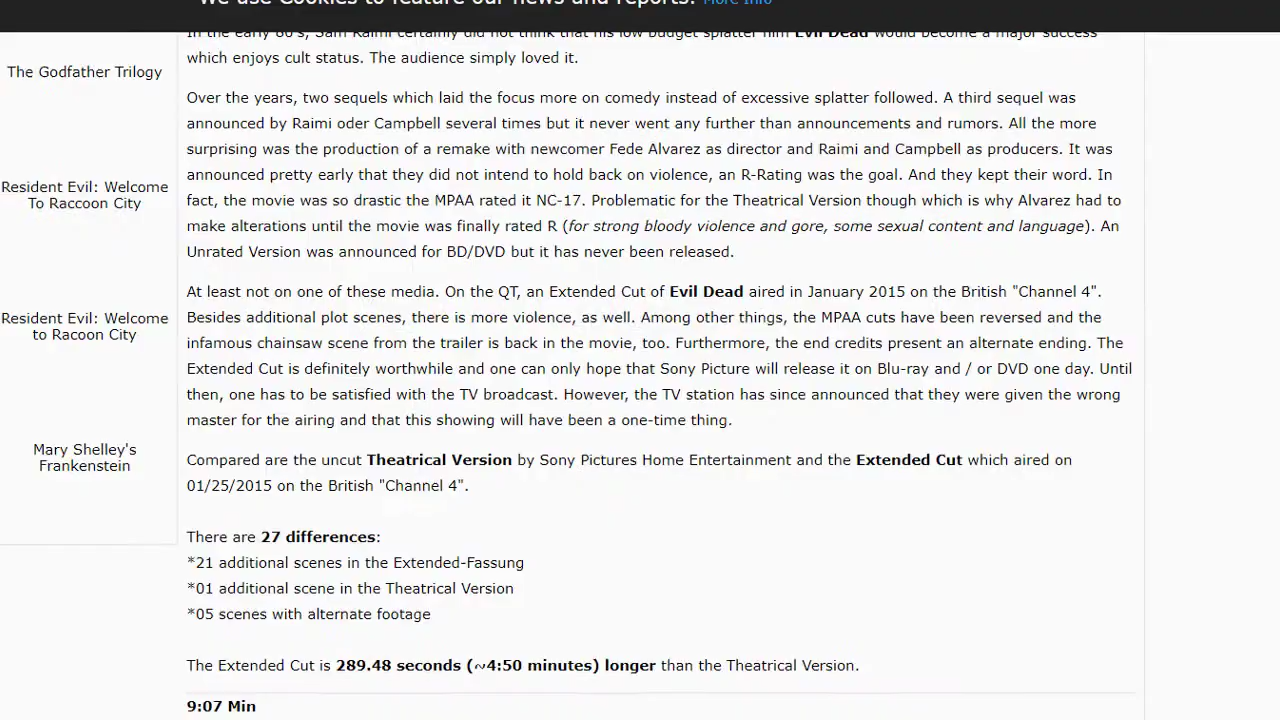 We use Cookies to feature our news and reports. More Info
In the early 80's, Sam Raimi certainly did not think that his low budget splatter film Evil Dead would become a major success
which enjoys cult status. The audience simply loved it.
The Godfather Trilogy
Over the years, two sequels which laid the focus more on comedy instead of excessive splatter followed. A third sequel was
announced by Raimi oder Campbell several times but it never went any further than announcements and rumors. All the more
surprising was the production of a remake with newcomer Fede Alvarez as director and Raimi and Campbell as producers. It was
announced pretty early that they did not intend to hold back on violence, an R-Rating was the goal. And they kept their word. In
fact, the movie was so drastic the MPAA rated it NC-17. Problematic for the Theatrical Version though which is why Alvarez had to
make alterations until the movie was finally rated R (for strong bloody violence and gore, some sexual content and language). An
Unrated Version was announced for BD/DVD but it has never been released.
Resident Evil: Welcome
To Raccoon City
At least not on one of these media. On the QT, an Extended Cut of Evil Dead aired in January 2015 on the British "Channel 4".
Besides additional plot scenes, there is more violence, as well. Among other things, the MPAA cuts have been reversed and the
infamous chainsaw scene from the trailer is back in the movie, too. Furthermore, the end credits present an alternate ending. The
Extended Cut is definitely worthwhile and one can only hope that Sony Picture will release it on Blu-ray and / or DVD one day. Until
then, one has to be satisfied with the TV broadcast. However, the TV station has since announced that they were given the wrong
master for the airing and that this showing will have been a one-time thing.
Resident Evil: Welcome
to Racoon City
Compared are the uncut Theatrical Version by Sony Pictures Home Entertainment and the Extended Cut which aired on
01/25/2015 on the British "Channel 4".
Mary Shelley's
Frankenstein
There are 27 differences:
*21 additional scenes in the Extended-Fassung
*01 additional scene in the Theatrical Version
*05 scenes with alternate footage
The Extended Cut is 289.48 seconds (~4:50 minutes) longer than the Theatrical Version.
9:07 Min